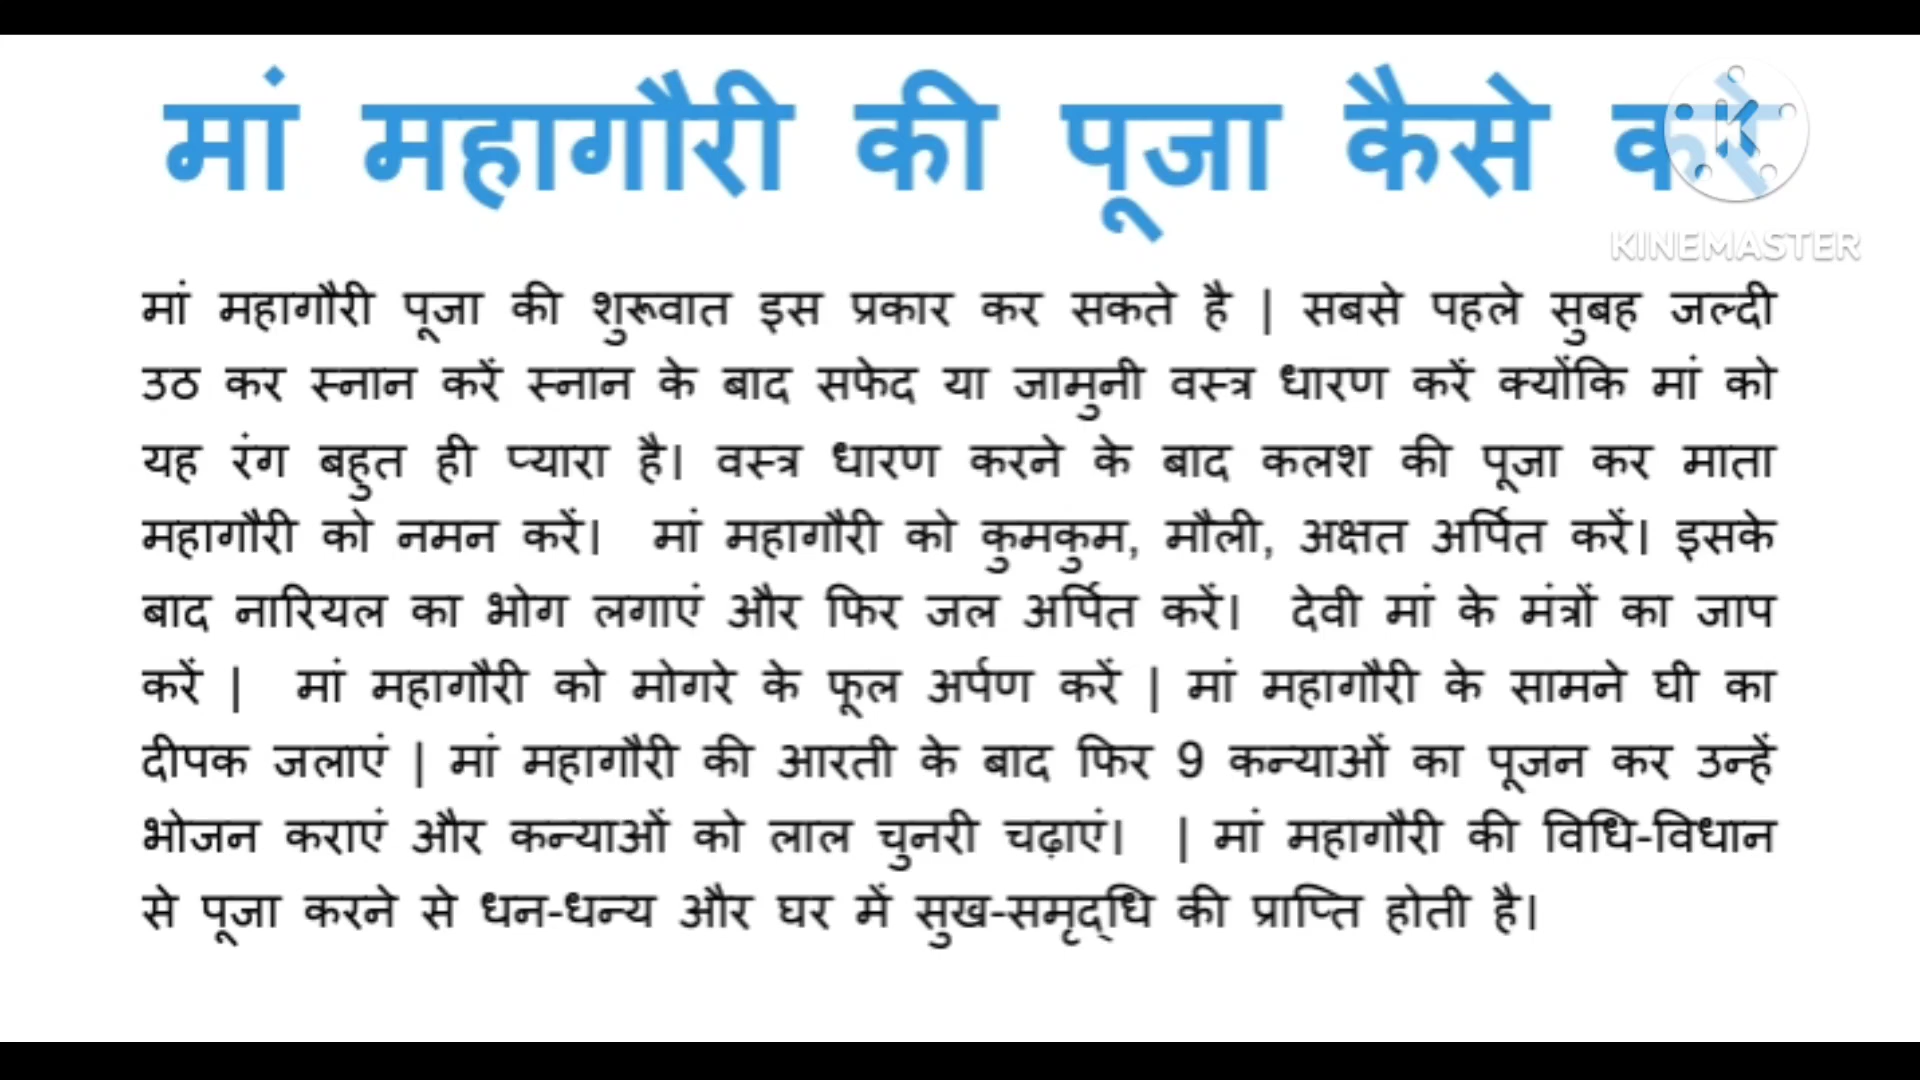 मां महागौरी की पूजा कैसे करे
KINEMASTER
मां महागौरी पूजा की शुरूवात इस प्रकार कर सकते है | सबसे पहले सुबह जल्दी
उठ कर स्नान करें स्नान के बाद सफेद या जामुनी वस्त्र धारण करें क्योंकि मां को
यह रंग बहुत ही प्यारा है। वस्त्र धारण करने के बाद कलश की पूजा कर माता
महागौरी को नमन करें। मां महागौरी को कुमकुम, मौली, अक्षत अर्पित करें। इसके
बाद नारियल का भोग लगाएं और फिर जल अर्पित करें। देवी मां के मंत्रों का जाप
करें | मां महागौरी को मोगरे के फूल अर्पण करें | मां महागौरी के सामने घी का
दीपक जलाएं | मां महागौरी की आरती के बाद फिर 9 कन्याओं का पूजन कर उन्हें
भोजन कराएं और कन्याओं को लाल चुनरी चढ़ाएं। | मां महागौरी की विधि-विधान
से पूजा करने से धन-धन्य और घर में सुख-समृद्धि की प्राप्ति होती है।